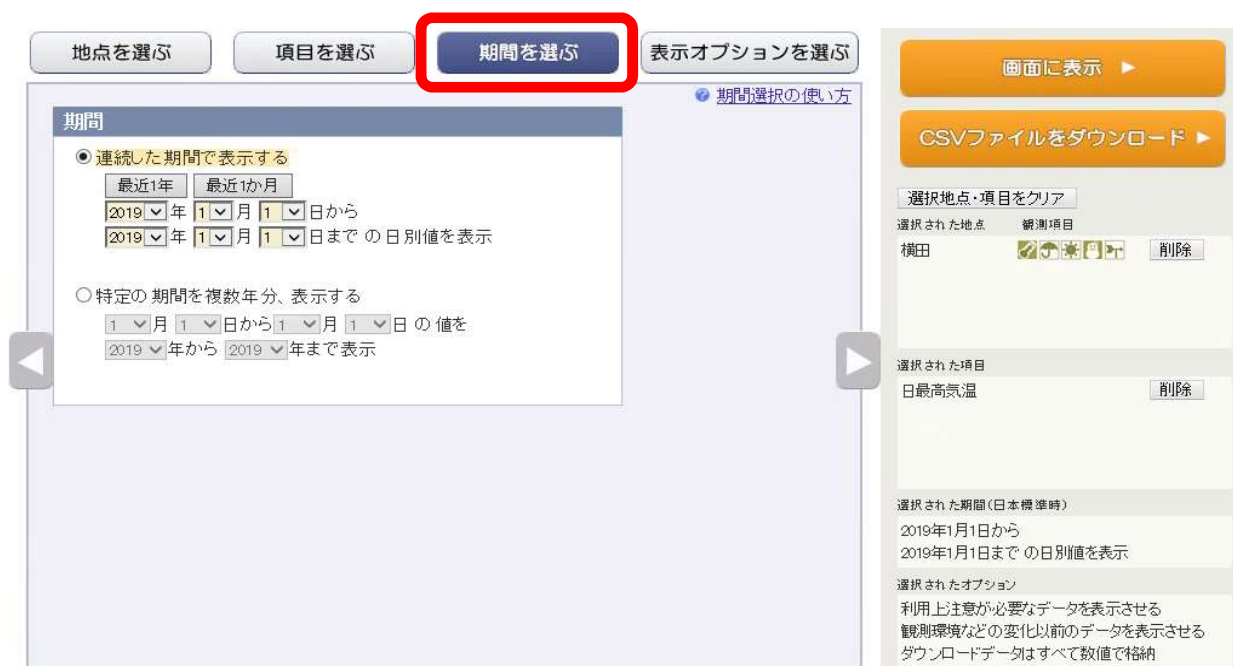 地点を選ぶ
項目を選ぶ
期間を選ぶ
表示オプションを選ぶ
期間選択の使い方
期間
連続した期間で表示する
最近1年 最近1か月
2019 年 1 月 1 日から
2019 年 1 月 1 日まで の日別値を表示
特定の期間を複数年分、表示する
1 月 1 日から 1 月 1 日 の 値を
2019 年から 2019 年まで表示
画面に表示
CSVファイルをダウンロード
選択地点・項目をクリア
選択された地点 観測項目
横田 削除
選択された項目
日最高気温 削除
選択された期間(日本標準時)
2019年1月1日から
2019年1月1日まで の日別値を表示
選択されたオプション
利用上注意が必要なデータを表示させる
観測環境などの変化以前のデータを表示させる
ダウンロードデータはすべて数値で格納